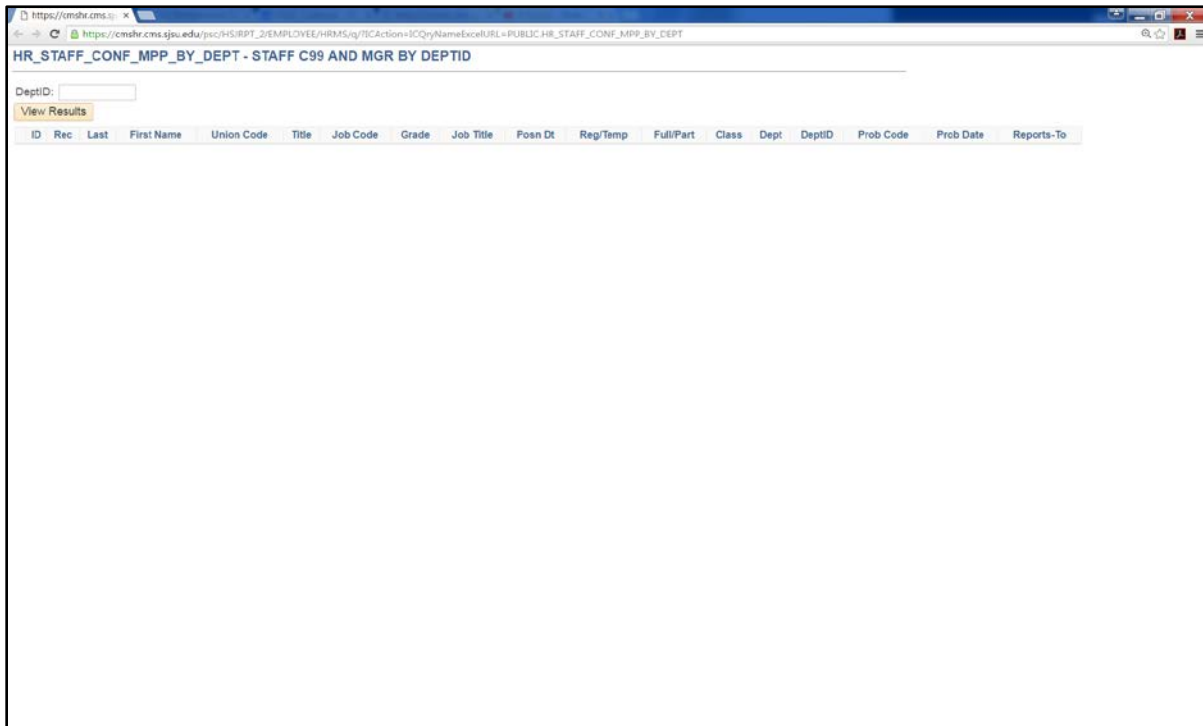 https://cmshr.cms.sj
https://cmshr.cms.sjsu.edu/psc/HSJRPT_2/EMPLOYEE/HRMS/q/?ICAction=ICQryNameExcelURL=PUBLIC.HR_STAFF_CONF_MPP_BY_DEPT
HR_STAFF_CONF_MPP_BY_DEPT - STAFF C99 AND MGR BY DEPTID
DeptID:
View Results
ID Rec Last First Name Union Code Title Job Code Grade Job Title Posn Dt Reg/Temp Full/Part Class Dept DeptID Prob Code Prob Date Reports-To